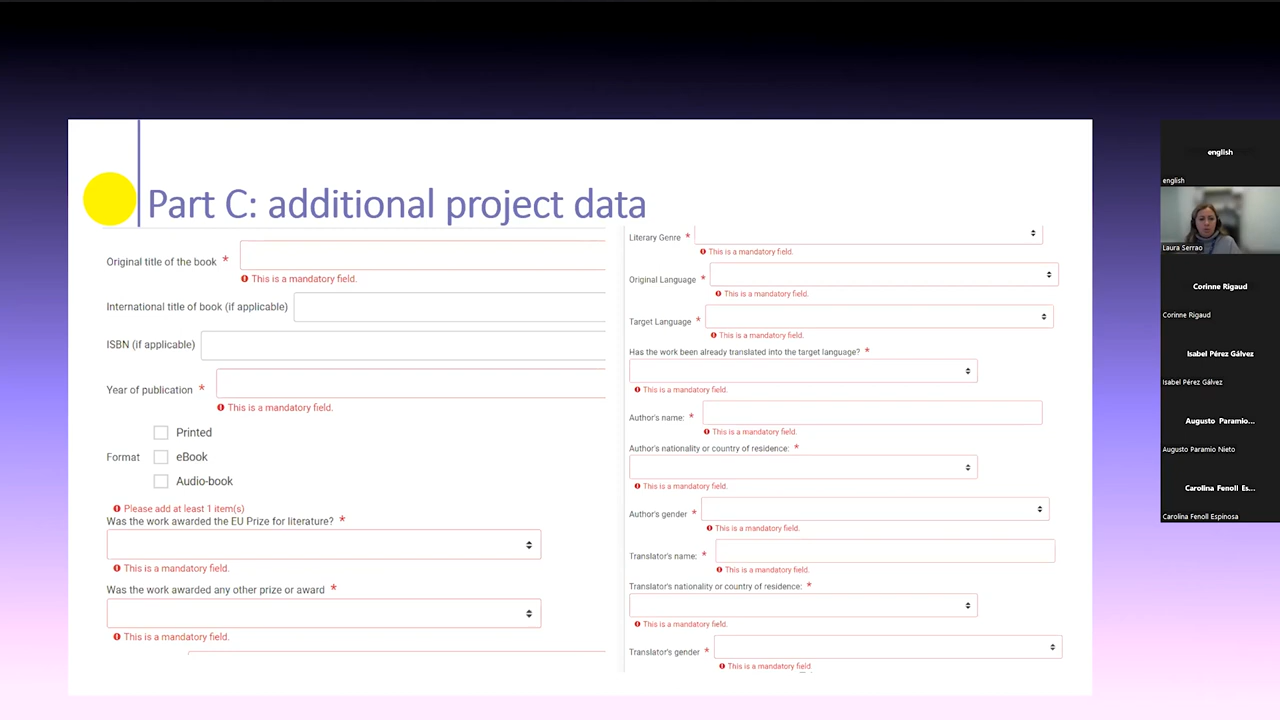 Part C: additional project data
Original title of the book *
This is a mandatory field.
International title of book (if applicable)
ISBN (if applicable)
Year of publication *
This is a mandatory field.
Format
Printed
eBook
Audio-book
Please add at least 1 item(s)
Was the work awarded the EU Prize for literature? *
This is a mandatory field.
Was the work awarded any other prize or award *
This is a mandatory field.
Literary Genre *
This is a mandatory field.
Original Language *
This is a mandatory field.
Target Language *
This is a mandatory field.
Has the work been already translated into the target language? *
This is a mandatory field.
Author's name: *
This is a mandatory field.
Author's nationality or country of residence: *
This is a mandatory field.
Author's gender *
This is a mandatory field.
Translator's name: *
This is a mandatory field.
Translator's nationality or country of residence: *
This is a mandatory field.
Translator's gender *
This is a mandatory field
english
english
Laura Serrao
Corinne Rigaud
Corinne Rigaud
Isabel Pérez Gálvez
Isabel Pérez Gálvez
Augusto Paramio...
Augusto Paramio Nieto
Carolina Fenoll Es...
Carolina Fenoll Espinosa